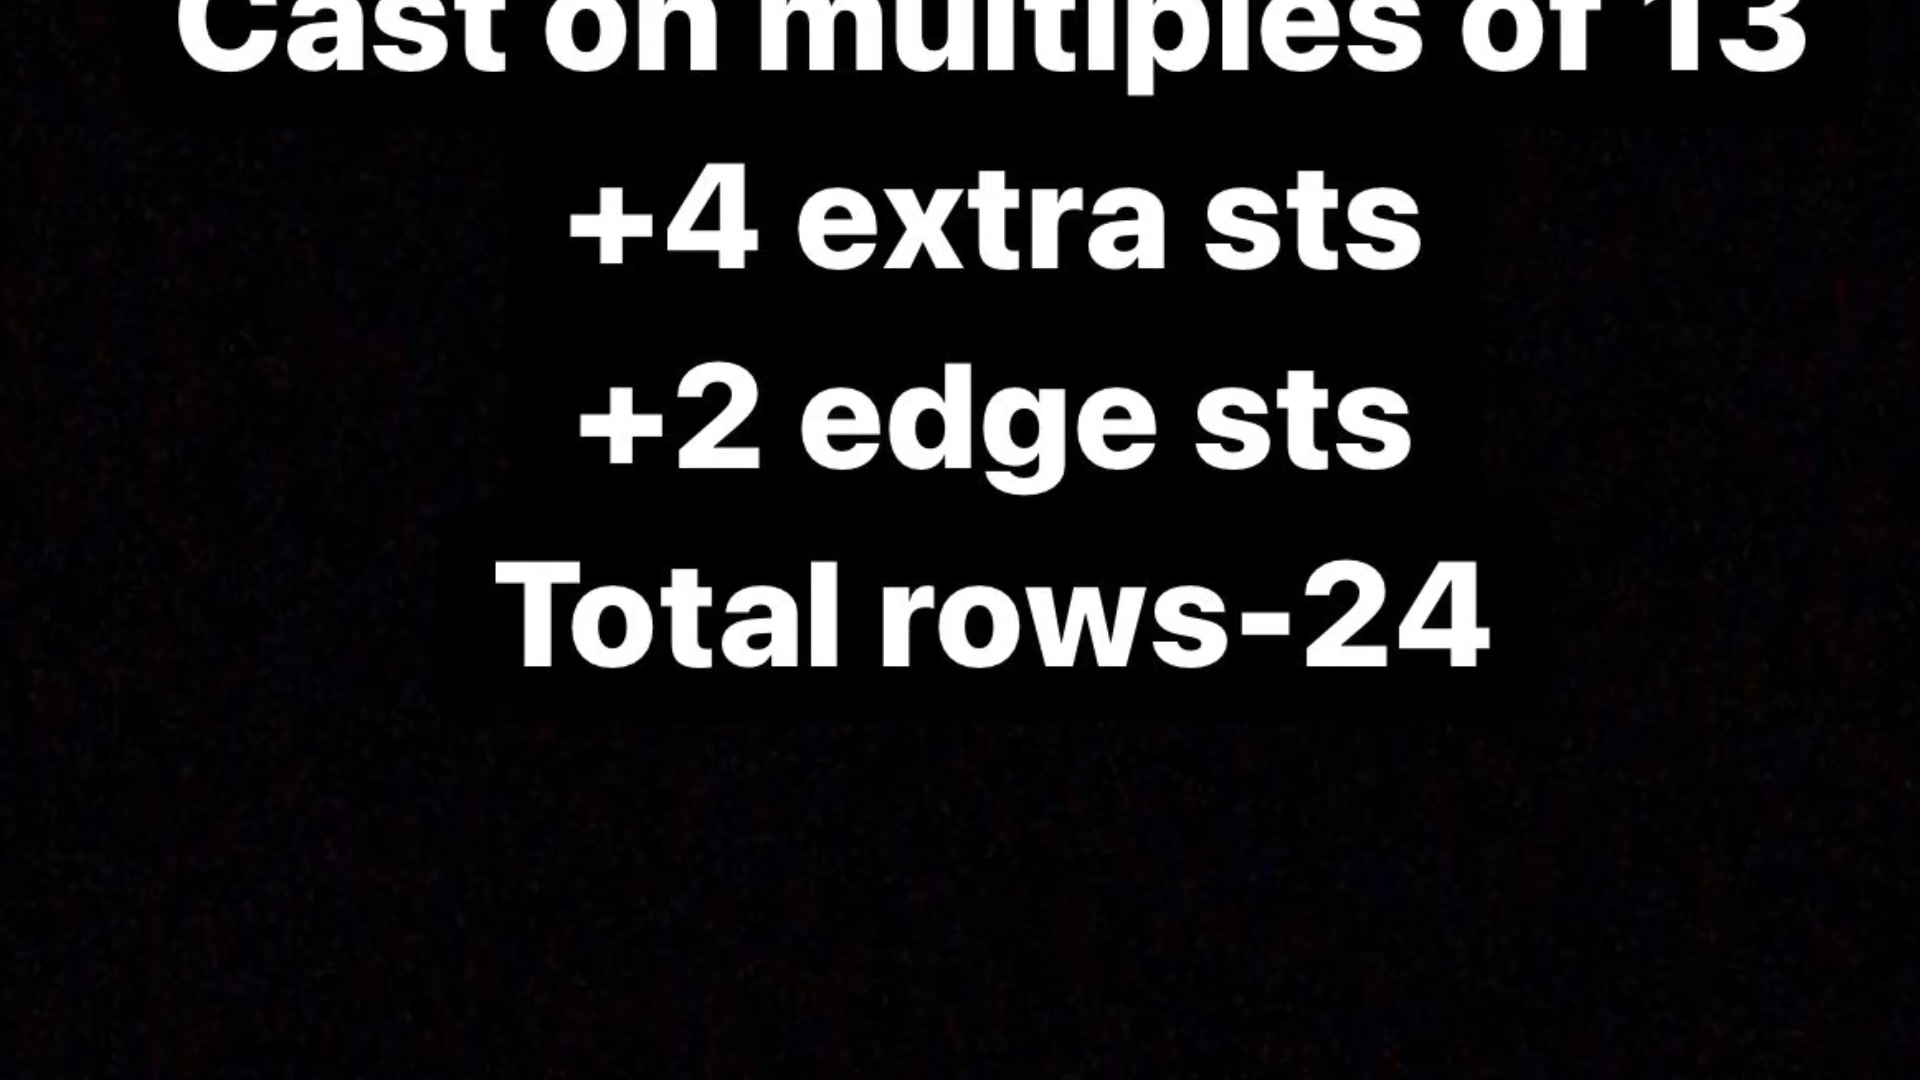 Cast on multiples of 13
+4 extra sts
+2 edge sts
Total rows-24